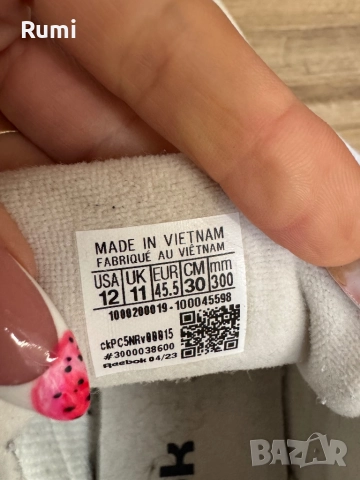 Rumi
MADE IN VIETNAM
FABRIQUÉ AU VIÊTNAM
USA UK EUR CM mm
12 11 45.5 30 300
1000200019-100045598
ckPC5NRv00015
#3000038600
Reebok 04/23
k
BAZAR